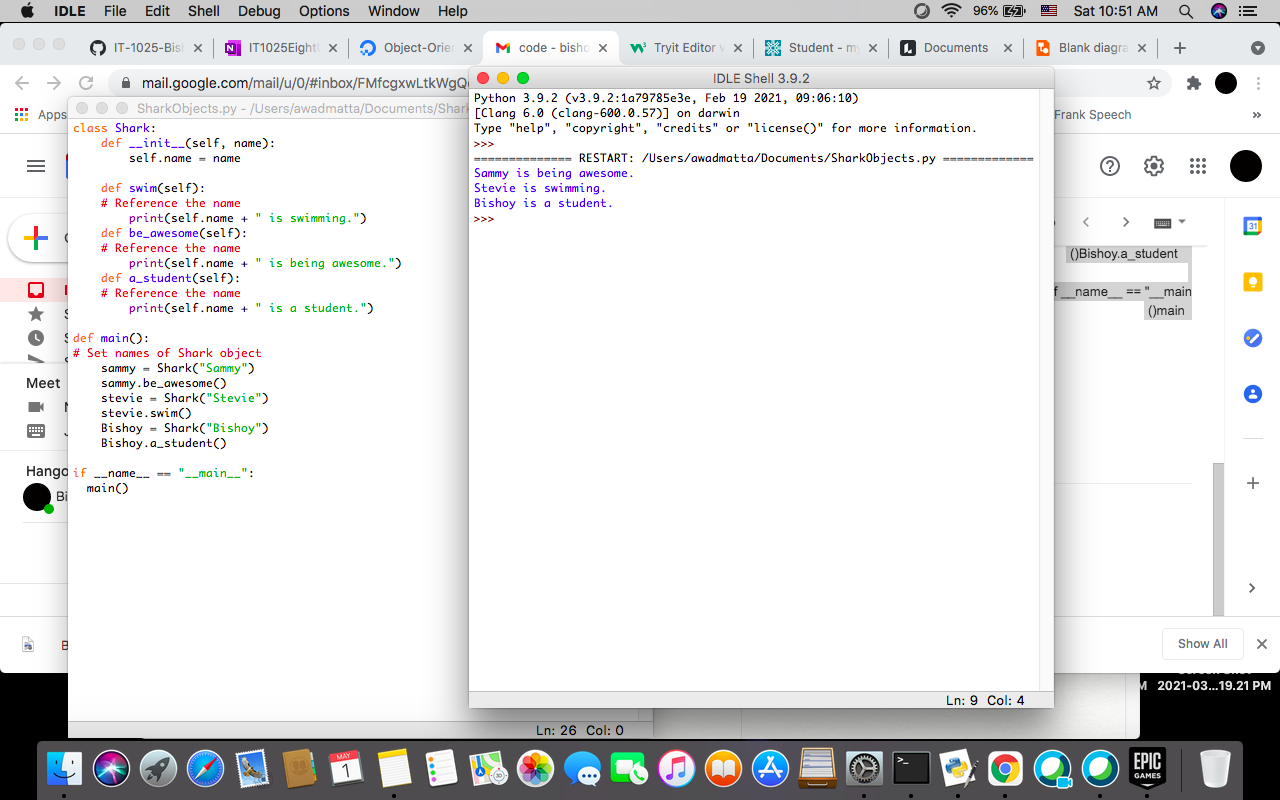 IDLE File Edit Shell Debug Options Window Help 96% Sat 10:51 AM
IT-1025-Bis IT1025Eight Object-Orie code - bisho Tryit Editor v Student - my Documents Blank diagra
mail.google.com/mail/u/0/#inbox/FMfcgxwLtkWgQ
Apps
Frank Speech
Meet
Hango
Bi
SharkObjects.py - /Users/awadmatta/Documents/Shar
class Shark:
    def __init__(self, name):
        self.name = name
    def swim(self):
    # Reference the name
        print(self.name + " is swimming.")
    def be_awesome(self):
    # Reference the name
        print(self.name + " is being awesome.")
    def a_student(self):
    # Reference the name
        print(self.name + " is a student.")
def main():
# Set names of Shark object
    sammy = Shark("Sammy")
    sammy.be_awesome()
    stevie = Shark("Stevie")
    stevie.swim()
    Bishoy = Shark("Bishoy")
    Bishoy.a_student()
if __name__ == "__main__":
  main()
Ln: 26 Col: 0
IDLE Shell 3.9.2
Python 3.9.2 (v3.9.2:1a79785e3e, Feb 19 2021, 09:06:10)
[Clang 6.0 (clang-600.0.57)] on darwin
Type "help", "copyright", "credits" or "license()" for more information.
>>>
============== RESTART: /Users/awadmatta/Documents/SharkObjects.py =============
Sammy is being awesome.
Stevie is swimming.
Bishoy is a student.
>>>
Ln: 9 Col: 4
()Bishoy.a_student
f __name__ == "__main
()main
31
Show All
2021-03...19.21 PM
MAY
1
3D
EPIC
GAMES